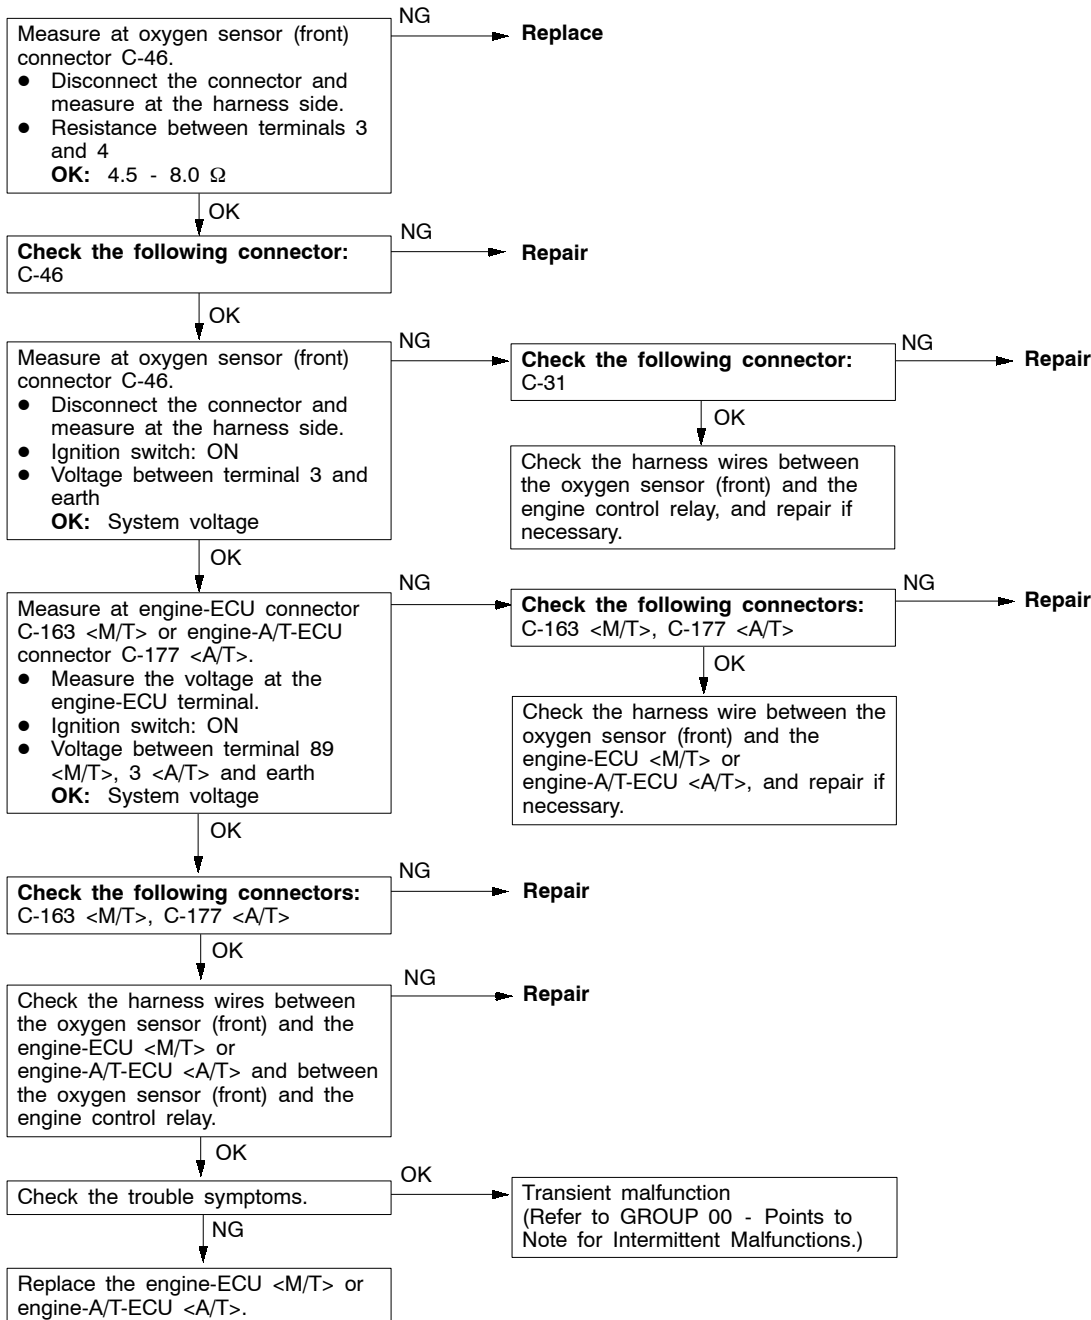 Measure at oxygen sensor (front)
connector C-46.
● Disconnect the connector and
measure at the harness side.
● Resistance between terminals 3
and 4
OK: 4.5 - 8.0 Ω
NG
Replace
OK
Check the following connector:
C-46
NG
Repair
OK
Measure at oxygen sensor (front)
connector C-46.
● Disconnect the connector and
measure at the harness side.
● Ignition switch: ON
● Voltage between terminal 3 and
earth
OK: System voltage
NG
Check the following connector:
C-31
NG
Repair
OK
Check the harness wires between
the oxygen sensor (front) and the
engine control relay, and repair if
necessary.
OK
Measure at engine-ECU connector
C-163 <M/T> or engine-A/T-ECU
connector C-177 <A/T>.
● Measure the voltage at the
engine-ECU terminal.
● Ignition switch: ON
● Voltage between terminal 89
<M/T>, 3 <A/T> and earth
OK: System voltage
NG
Check the following connectors:
C-163 <M/T>, C-177 <A/T>
NG
Repair
OK
Check the harness wire between the
oxygen sensor (front) and the
engine-ECU <M/T> or
engine-A/T-ECU <A/T>, and repair if
necessary.
OK
Check the following connectors:
C-163 <M/T>, C-177 <A/T>
NG
Repair
OK
Check the harness wires between
the oxygen sensor (front) and the
engine-ECU <M/T> or
engine-A/T-ECU <A/T> and between
the oxygen sensor (front) and the
engine control relay.
NG
Repair
OK
Check the trouble symptoms.
OK
Transient malfunction
(Refer to GROUP 00 - Points to
Note for Intermittent Malfunctions.)
NG
Replace the engine-ECU <M/T> or
engine-A/T-ECU <A/T>.